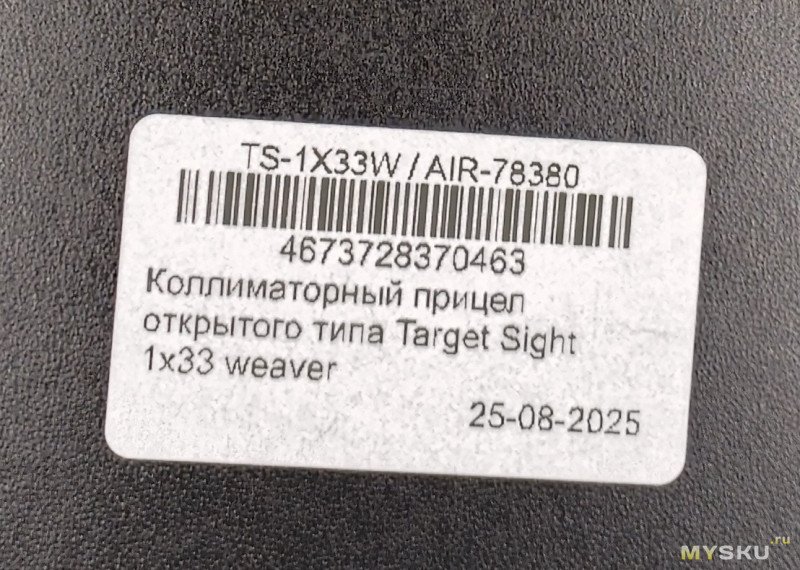 TS-1X33W / AIR-78380
4673728370463
Коллиматорный прицел
открытого типа Target Sight
1x33 weaver
25-08-2025
MYSKU.ru